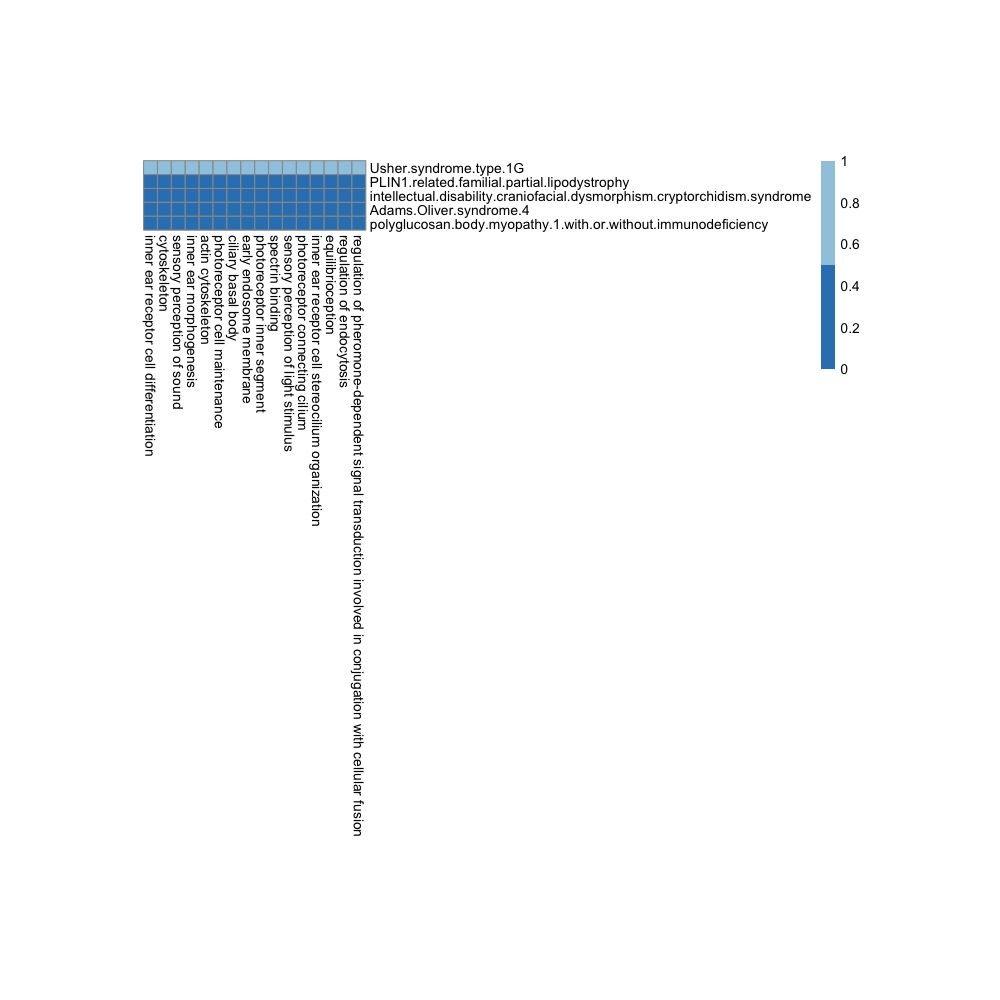 Usher.syndrome.type.1G
PLIN1.related.familial.partial.lipodystrophy
intellectual.disability.craniofacial.dysmorphism.cryptorchidism.syndrome
Adams.Oliver.syndrome.4
polyglucosan.body.myopathy.1.with.or.without.immunodeficiency
1
0.8
0.6
0.4
0.2
0
inner ear receptor cell differentiation
cytoskeleton
sensory perception of sound
inner ear morphogenesis
actin cytoskeleton
photoreceptor cell maintenance
ciliary basal body
early endosome membrane
photoreceptor inner segment
spectrin binding
sensory perception of light stimulus
photoreceptor connecting cilium
inner ear receptor cell stereocilium organization
equilibrioception
regulation of endocytosis
regulation of pheromone-dependent signal transduction involved in conjugation with cellular fusion